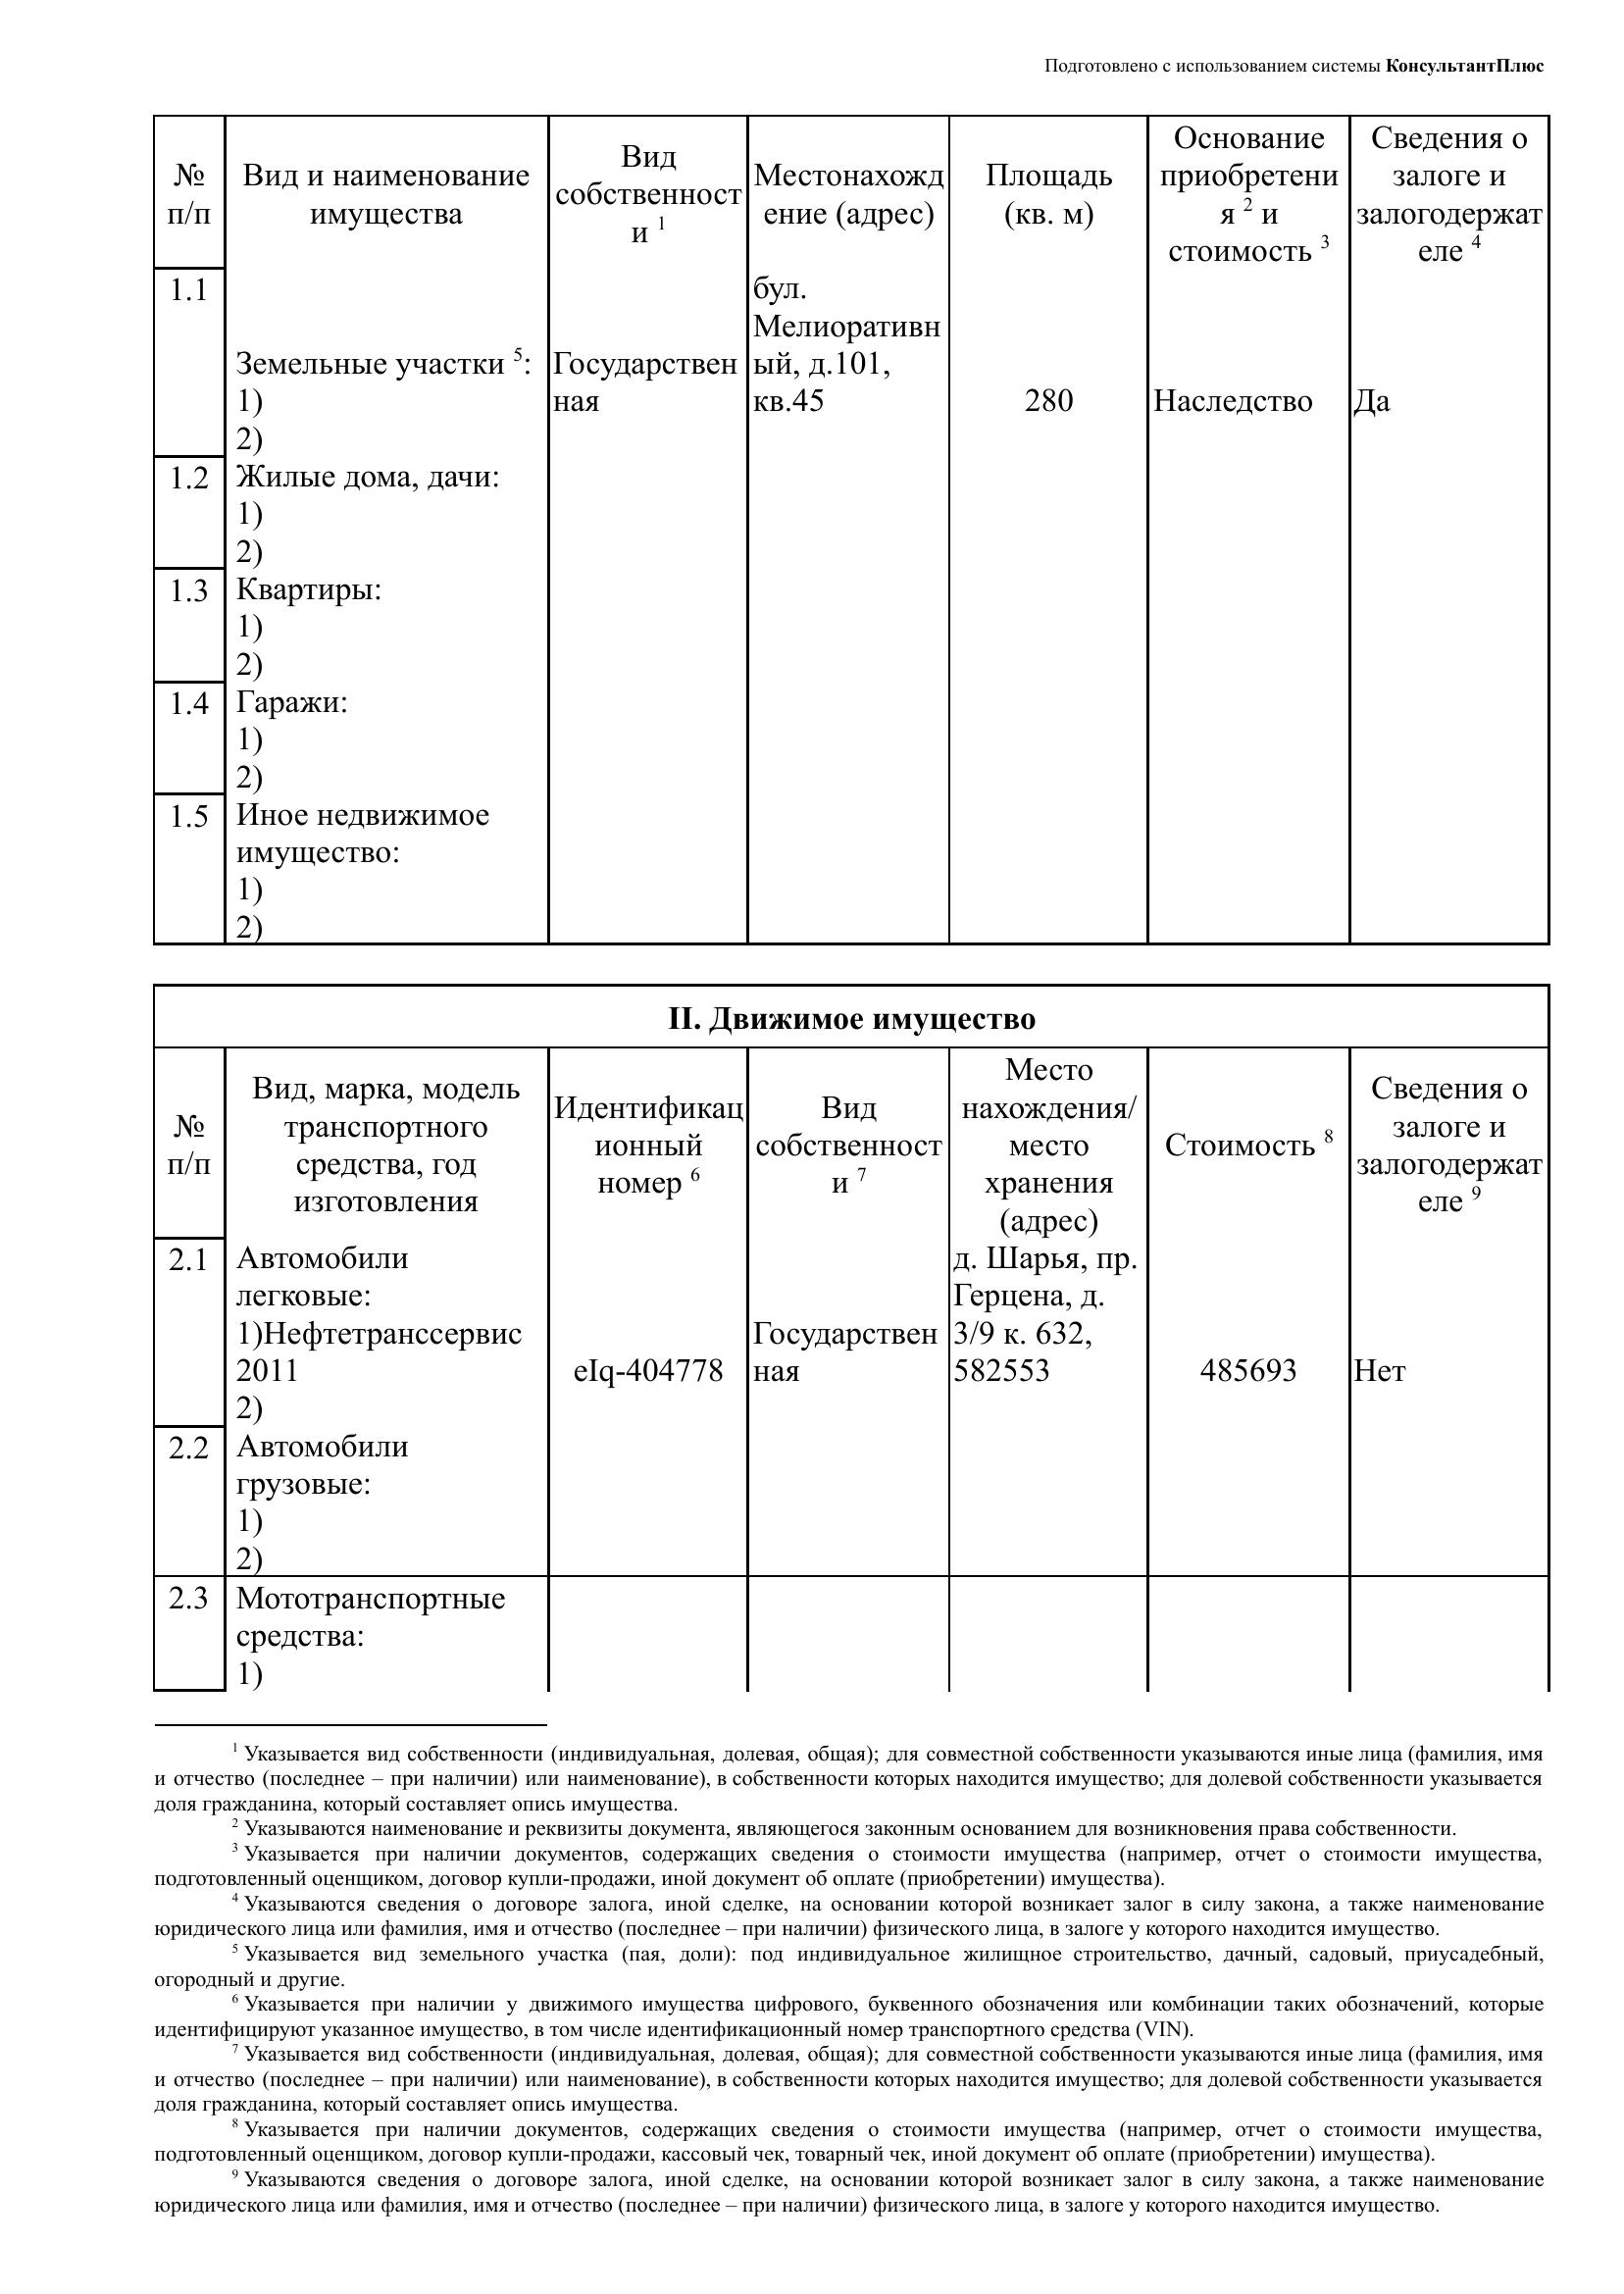 Подготовлено с использованием системы КонсультантПлюс
№
п/п
Вид и наименование
имущества
Вид
собственност
и 1
Местонахожд
ение (адрес)
Площадь
(кв. м)
Основание
приобретени
я 2 и
стоимость 3
Сведения о
залоге и
залогодержат
еле 4
1.1
Земельные участки 5:
1)
2)
Государствен
ная
бул.
Мелиоративн
ый, д.101,
кв.45
280
Наследство
Да
1.2
Жилые дома, дачи:
1)
2)
1.3
Квартиры:
1)
2)
1.4
Гаражи:
1)
2)
1.5
Иное недвижимое
имущество:
1)
2)
II. Движимое имущество
№
п/п
Вид, марка, модель
транспортного
средства, год
изготовления
Идентификац
ионный
номер 6
Вид
собственност
и 7
Место
нахождения/
место
хранения
(адрес)
Стоимость 8
Сведения о
залоге и
залогодержат
еле 9
2.1
Автомобили
легковые:
1)Нефтетранссервис
2011
2)
eIq-404778
Государствен
ная
д. Шарья, пр.
Герцена, д.
3/9 к. 632,
582553
485693
Нет
2.2
Автомобили
грузовые:
1)
2)
2.3
Мототранспортные
средства:
1)
1 Указывается вид собственности (индивидуальная, долевая, общая); для совместной собственности указываются иные лица (фамилия, имя
и отчество (последнее – при наличии) или наименование), в собственности которых находится имущество; для долевой собственности указывается
доля гражданина, который составляет опись имущества.
2 Указываются наименование и реквизиты документа, являющегося законным основанием для возникновения права собственности.
3 Указывается при наличии документов, содержащих сведения о стоимости имущества (например, отчет о стоимости имущества,
подготовленный оценщиком, договор купли-продажи, иной документ об оплате (приобретении) имущества).
4 Указываются сведения о договоре залога, иной сделке, на основании которой возникает залог в силу закона, а также наименование
юридического лица или фамилия, имя и отчество (последнее – при наличии) физического лица, в залоге у которого находится имущество.
5 Указывается вид земельного участка (пая, доли): под индивидуальное жилищное строительство, дачный, садовый, приусадебный,
огородный и другие.
6 Указывается при наличии у движимого имущества цифрового, буквенного обозначения или комбинации таких обозначений, которые
идентифицируют указанное имущество, в том числе идентификационный номер транспортного средства (VIN).
7 Указывается вид собственности (индивидуальная, долевая, общая); для совместной собственности указываются иные лица (фамилия, имя
и отчество (последнее – при наличии) или наименование), в собственности которых находится имущество; для долевой собственности указывается
доля гражданина, который составляет опись имущества.
8 Указывается при наличии документов, содержащих сведения о стоимости имущества (например, отчет о стоимости имущества,
подготовленный оценщиком, договор купли-продажи, кассовый чек, товарный чек, иной документ об оплате (приобретении) имущества).
9 Указываются сведения о договоре залога, иной сделке, на основании которой возникает залог в силу закона, а также наименование
юридического лица или фамилия, имя и отчество (последнее – при наличии) физического лица, в залоге у которого находится имущество.